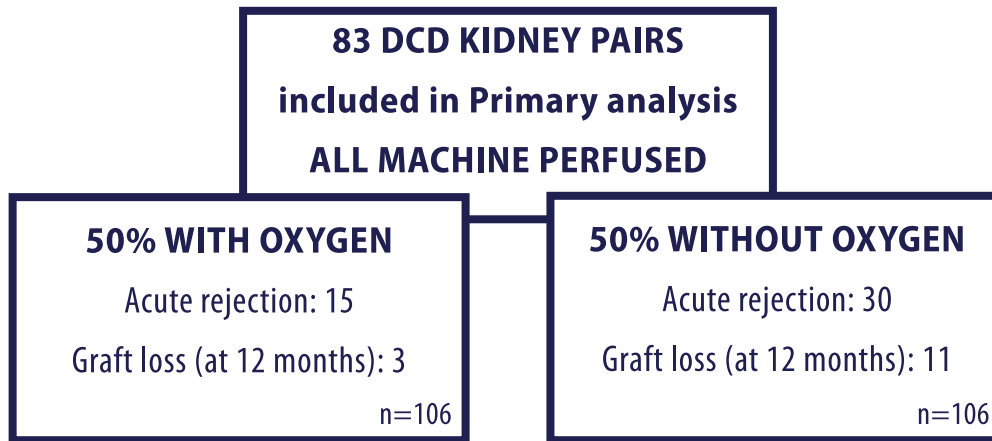 83 DCD KIDNEY PAIRS
included in Primary analysis
ALL MACHINE PERFUSED
50% WITH OXYGEN
Acute rejection: 15
Graft loss (at 12 months): 3
n=106
50% WITHOUT OXYGEN
Acute rejection: 30
Graft loss (at 12 months): 11
n=106